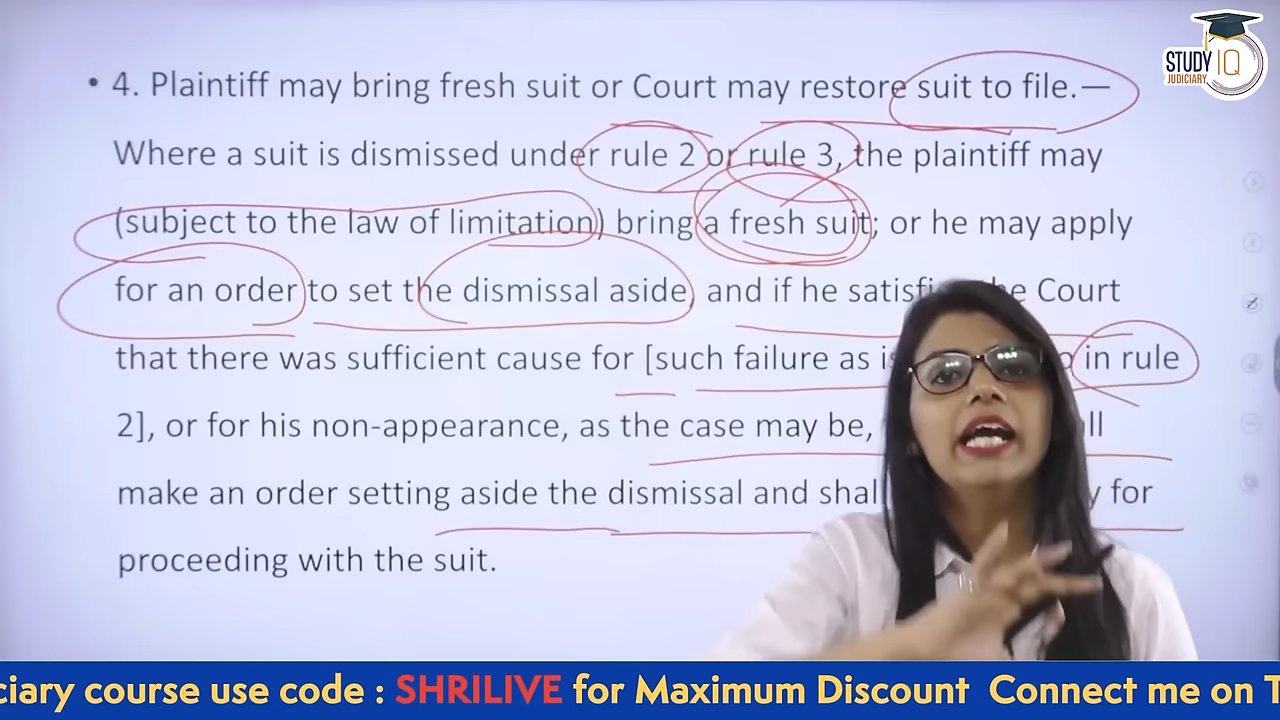 STUDY IQ
JUDICIARY
• 4. Plaintiff may bring fresh suit or Court may restore suit to file.—
Where a suit is dismissed under rule 2 or rule 3, the plaintiff may
(subject to the law of limitation) bring a fresh suit; or he may apply
for an order to set the dismissal aside, and if he satisfi he Court
that there was sufficient cause for [such failure as is in rule
2], or for his non-appearance, as the case may be, ll
make an order setting aside the dismissal and shal y for
proceeding with the suit.
ciary course use code : SHRILIVE for Maximum Discount Connect me on T